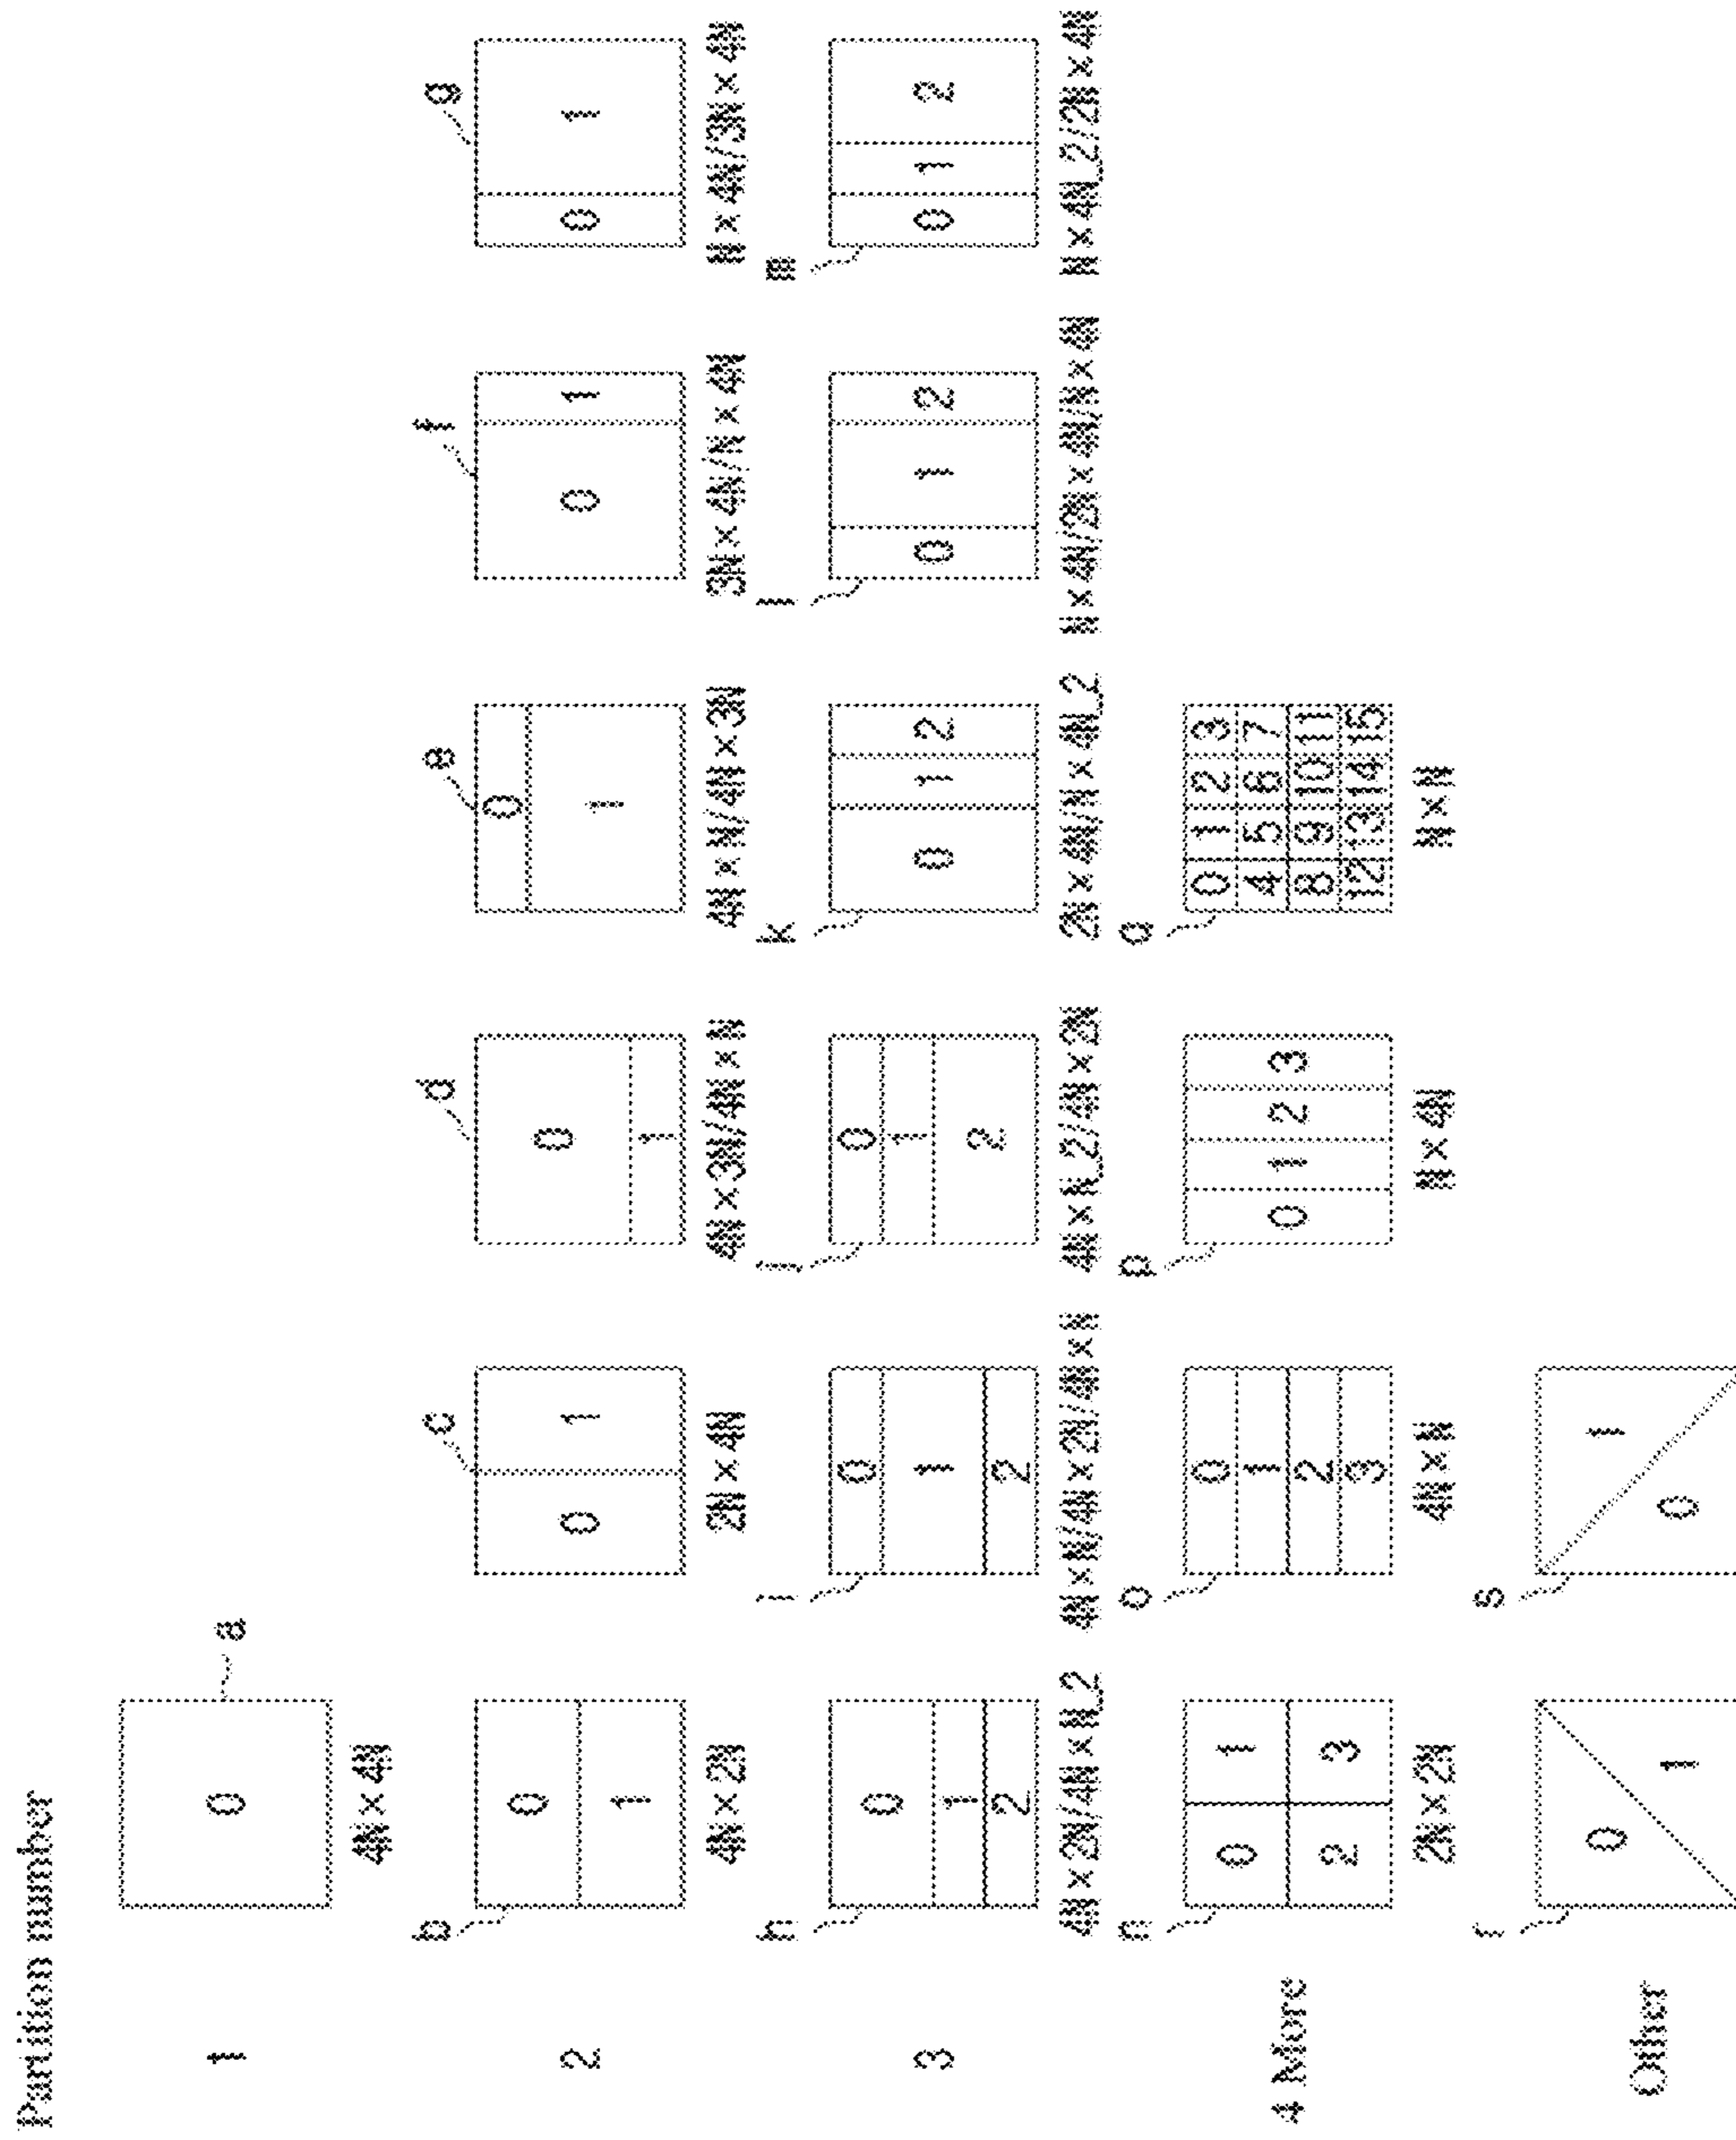 Partition number
1
a
0
4N×4N
2
b
0
1
4N×2N
c
0 1
2N×4N
d
0
1
4N×3N/4N×N
e
0
1
4N×N/4N×3N
f
0 1
3N×4N/N×4N
g
0 1
N×4N/3N×4N
3
h
0
1
2
4N×2N/4N×N_2
i
0
1
2
4N×N/4N×2N/4N×N
j
0
1
2
4N×N_2/4N×2N
k
0 1 2
2N×4N/N×4N_2
l
0 1 2
N×4N/2N×4N/N×4N
m
0 1 2
N×4N_2/2N×4N
4 More
n
0 1
2 3
2N×2N
o
0
1
2
3
4N×N
p
0 1 2 3
N×4N
q
0 1 2 3
4 5 6 7
8 9 10 11
12 13 14 15
N×N
Other
r
0
1
s
1
0